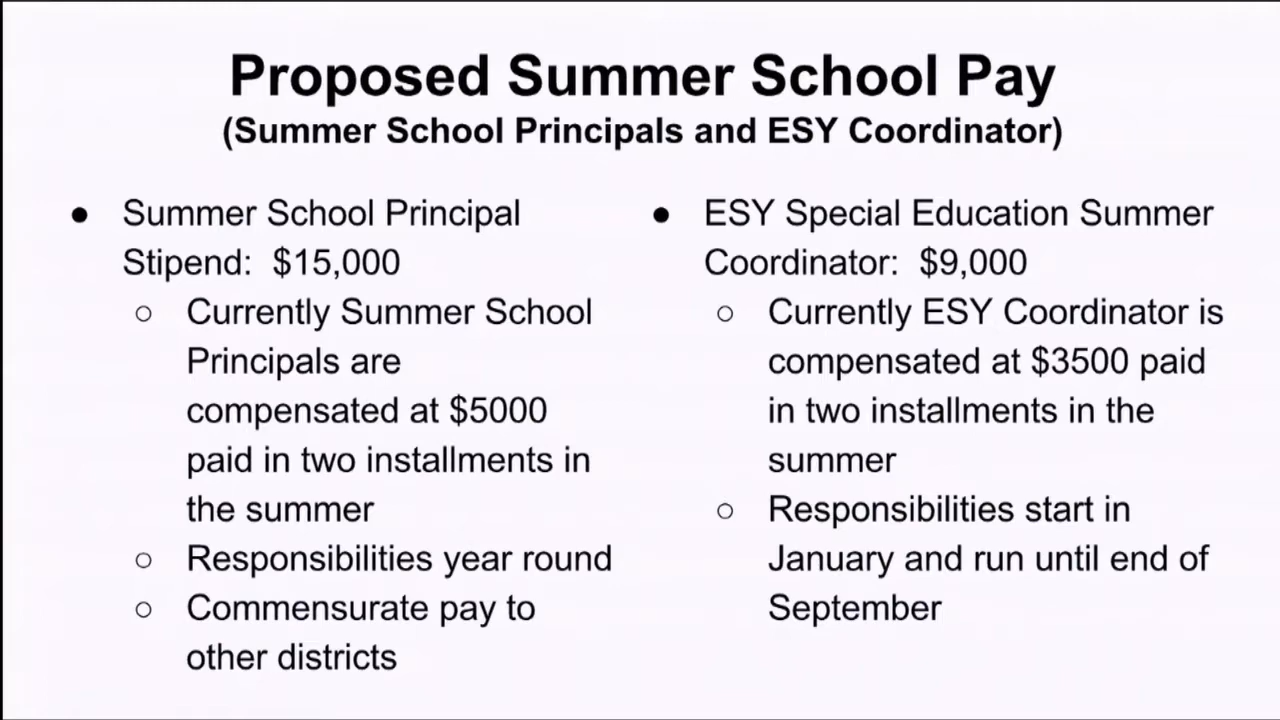 Proposed Summer School Pay
(Summer School Principals and ESY Coordinator)
● Summer School Principal
Stipend:  $15,000
○ Currently Summer School
Principals are
compensated at $5000
paid in two installments in
the summer
○ Responsibilities year round
○ Commensurate pay to
other districts
● ESY Special Education Summer
Coordinator:  $9,000
○ Currently ESY Coordinator is
compensated at $3500 paid
in two installments in the
summer
○ Responsibilities start in
January and run until end of
September